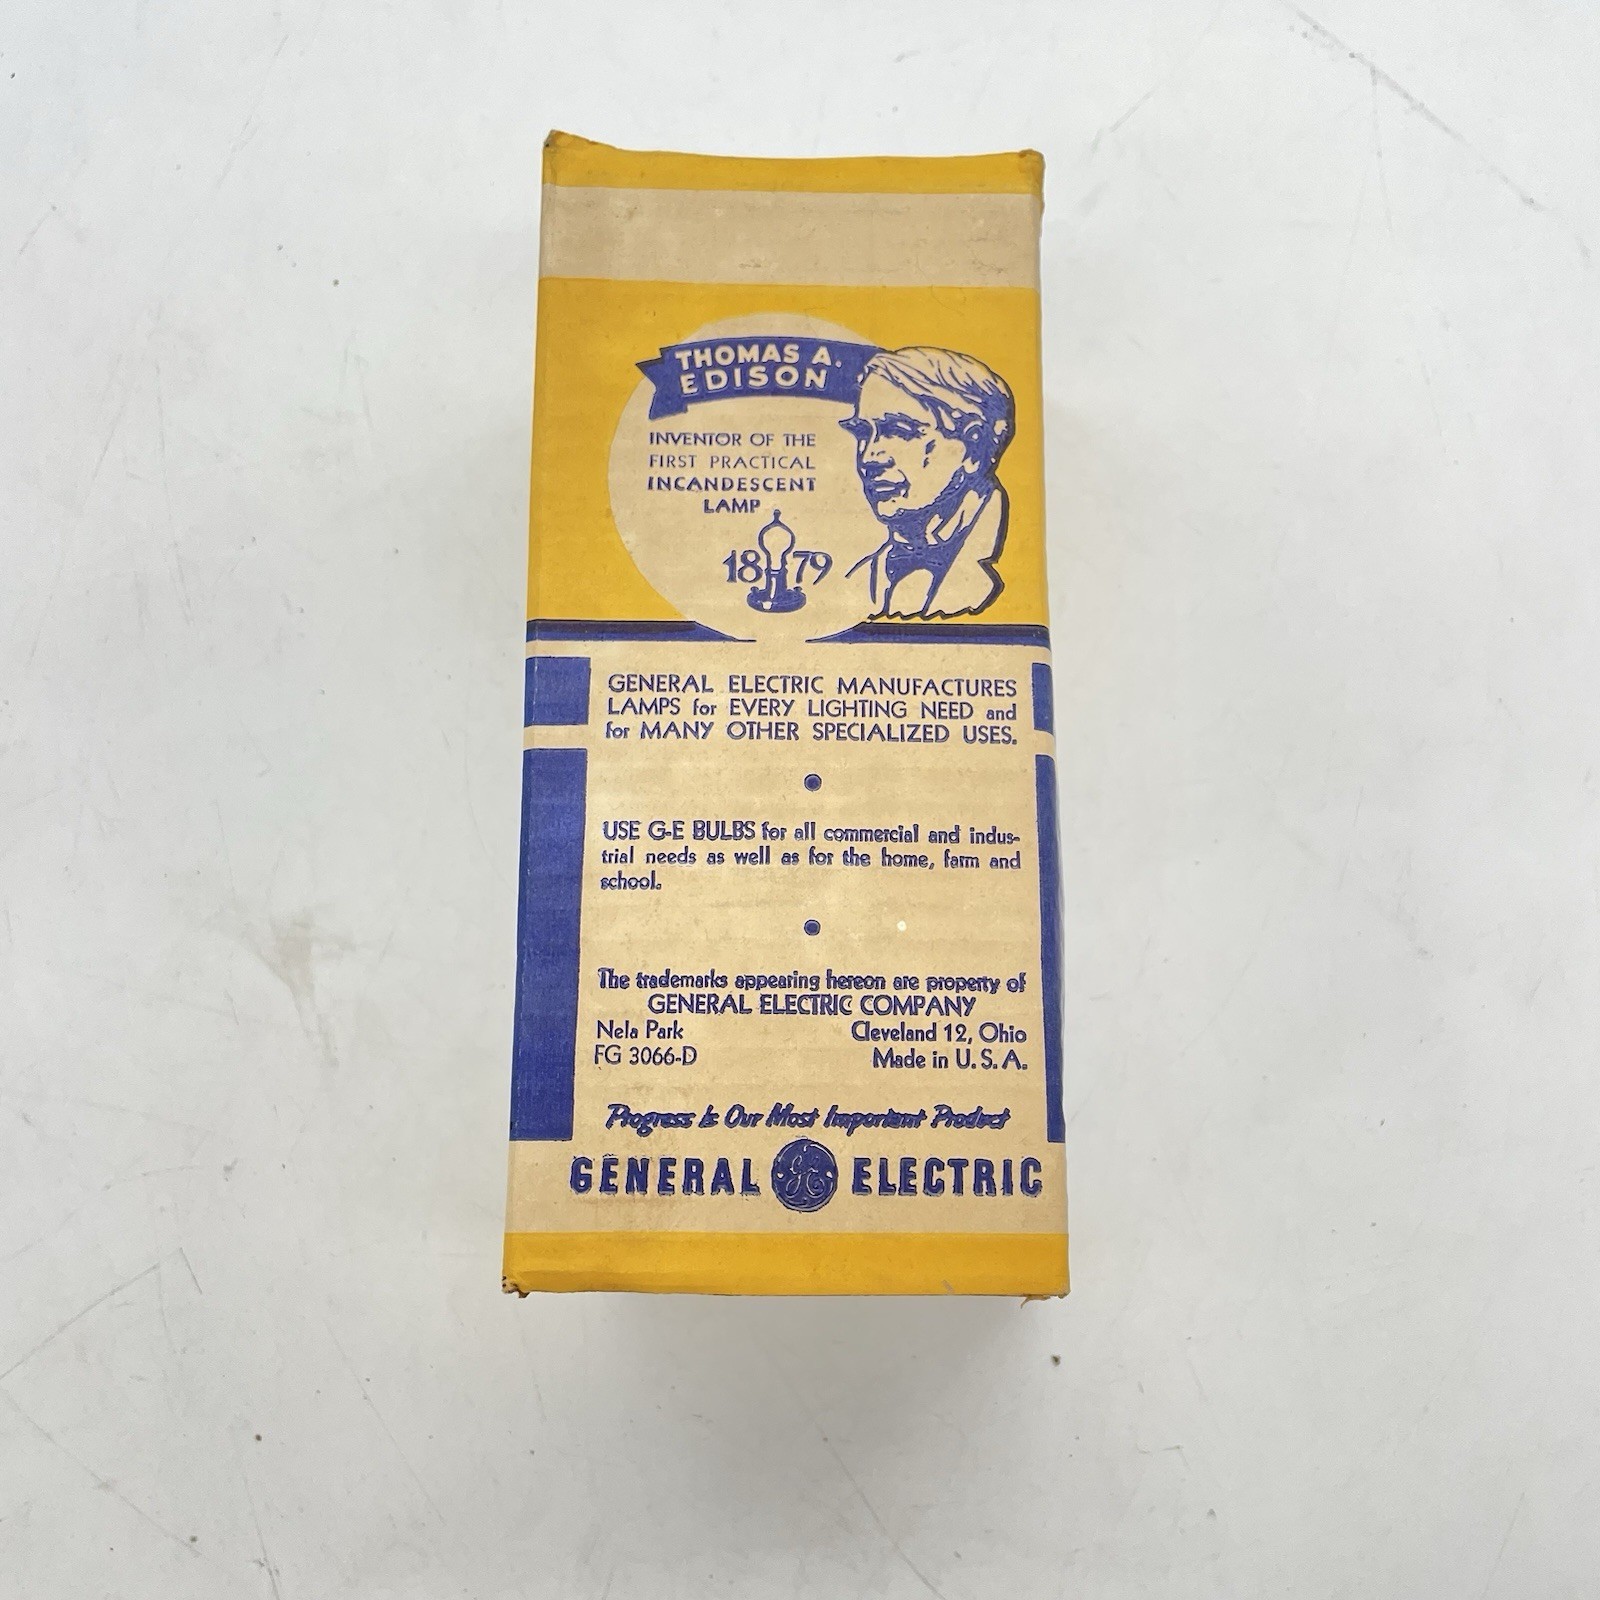 THOMAS A.
EDISON
INVENTOR OF THE
FIRST PRACTICAL
INCANDESCENT
LAMP
1879
GENERAL ELECTRIC MANUFACTURES
LAMPS for EVERY LIGHTING NEED and
for MANY OTHER SPECIALIZED USES.
USE G-E BULBS for all commercial and indus-
trial needs as well as for the home, farm and
school.
The trademarks appearing hereon are property of
GENERAL ELECTRIC COMPANY
Nela Park Cleveland 12, Ohio
FG 3066-D Made in U. S. A.
Progress Is Our Most Important Product
GENERAL GE ELECTRIC